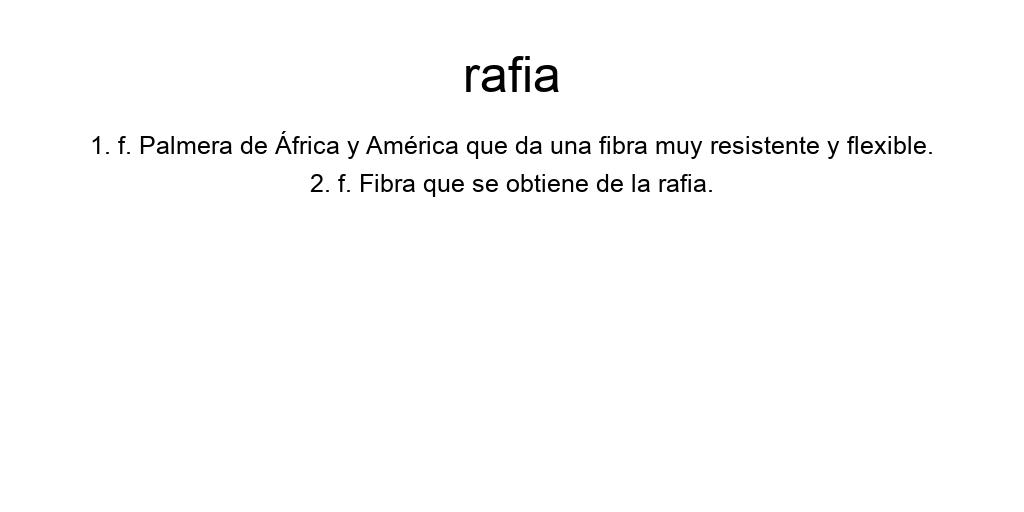 rafia
1. f. Palmera de África y América que da una fibra muy resistente y flexible.
2. f. Fibra que se obtiene de la rafia.